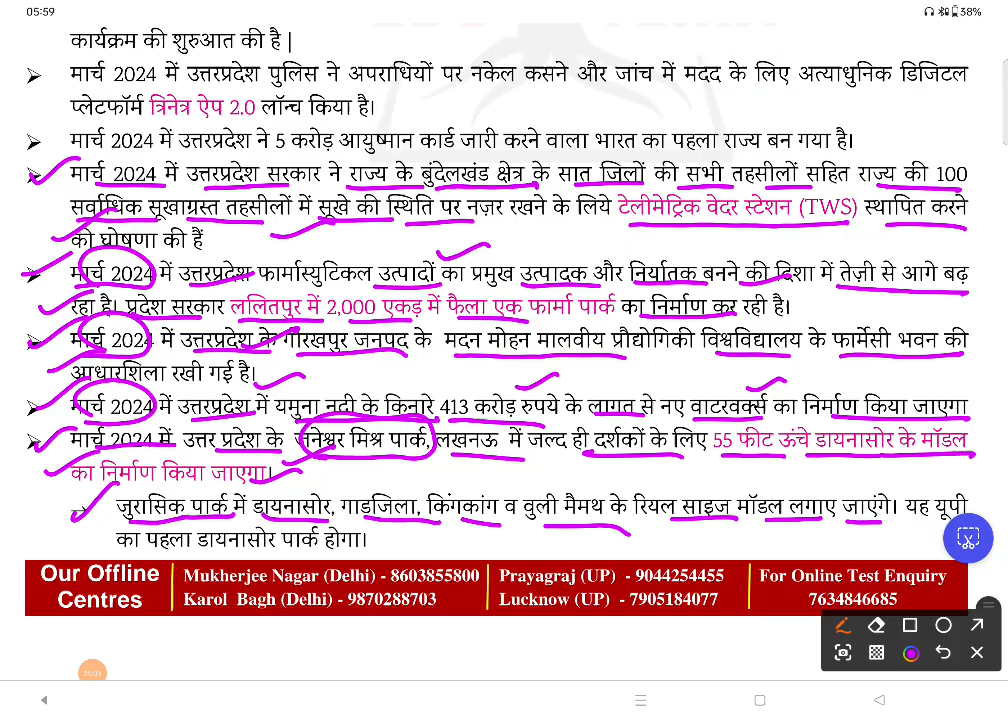 05:59
38%
कार्यक्रम की शुरुआत की है|
➢ मार्च 2024 में उत्तरप्रदेश पुलिस ने अपराधियों पर नकेल कसने और जांच में मदद के लिए अत्याधुनिक डिजिटल
प्लेटफॉर्म त्रिनेत्र ऐप 2.0 लॉन्च किया है।
➢ मार्च 2024 में उत्तरप्रदेश ने 5 करोड़ आयुष्मान कार्ड जारी करने वाला भारत का पहला राज्य बन गया है।
➢ मार्च 2024 में उत्तरप्रदेश सरकार ने राज्य के बुंदेलखंड क्षेत्र के सात जिलों की सभी तहसीलों सहित राज्य की 100
सर्वाधिक सूखाग्रस्त तहसीलों में सूखे की स्थिति पर नज़र रखने के लिये टेलीमैट्रिक वेदर स्टेशन (TWS) स्थापित करने
की घोषणा की हैं
➢ मार्च 2024 में उत्तरप्रदेश फार्मास्युटिकल उत्पादों का प्रमुख उत्पादक और निर्यातक बनने की दिशा में तेज़ी से आगे बढ़
रहा है। प्रदेश सरकार ललितपुर में 2,000 एकड़ में फैला एक फार्मा पार्क का निर्माण कर रही है।
➢ मार्च 2024 में उत्तरप्रदेश के गोरखपुर जनपद के मदन मोहन मालवीय प्रौद्योगिकी विश्वविद्यालय के फार्मेसी भवन की
आधारशिला रखी गई है।
➢ मार्च 2024 में उत्तरप्रदेश में यमुना नदी के किनारे 413 करोड़ रुपये के लागत से नए वाटरवर्क्स का निर्माण किया जाएगा
➢ मार्च 2024 में उत्तर प्रदेश के जनेश्वर मिश्र पार्क, लखनऊ में जल्द ही दर्शकों के लिए 55 फीट ऊंचे डायनासोर के मॉडल
का निर्माण किया जाएगा।
जुरासिक पार्क में डायनासोर, गाडजिला, किंगकांग व वुली मैमथ के रियल साइज मॉडल लगाए जाएंगे। यह यूपी
का पहला डायनासोर पार्क होगा।
Our Offline Centres
Mukherjee Nagar (Delhi) - 8603855800
Karol Bagh (Delhi) - 9870288703
Prayagraj (UP) - 9044254455
Lucknow (UP) - 7905184077
For Online Test Enquiry
7634846685